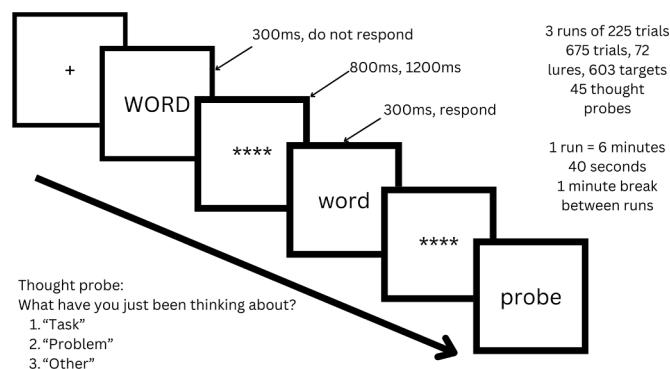 +
WORD
****
word
****
probe
300ms, do not respond
800ms, 1200ms
300ms, respond
3 runs of 225 trials
675 trials, 72
lures, 603 targets
45 thought
probes
1 run = 6 minutes
40 seconds
1 minute break
between runs
Thought probe:
What have you just been thinking about?
1. “Task”
2. “Problem”
3. “Other”